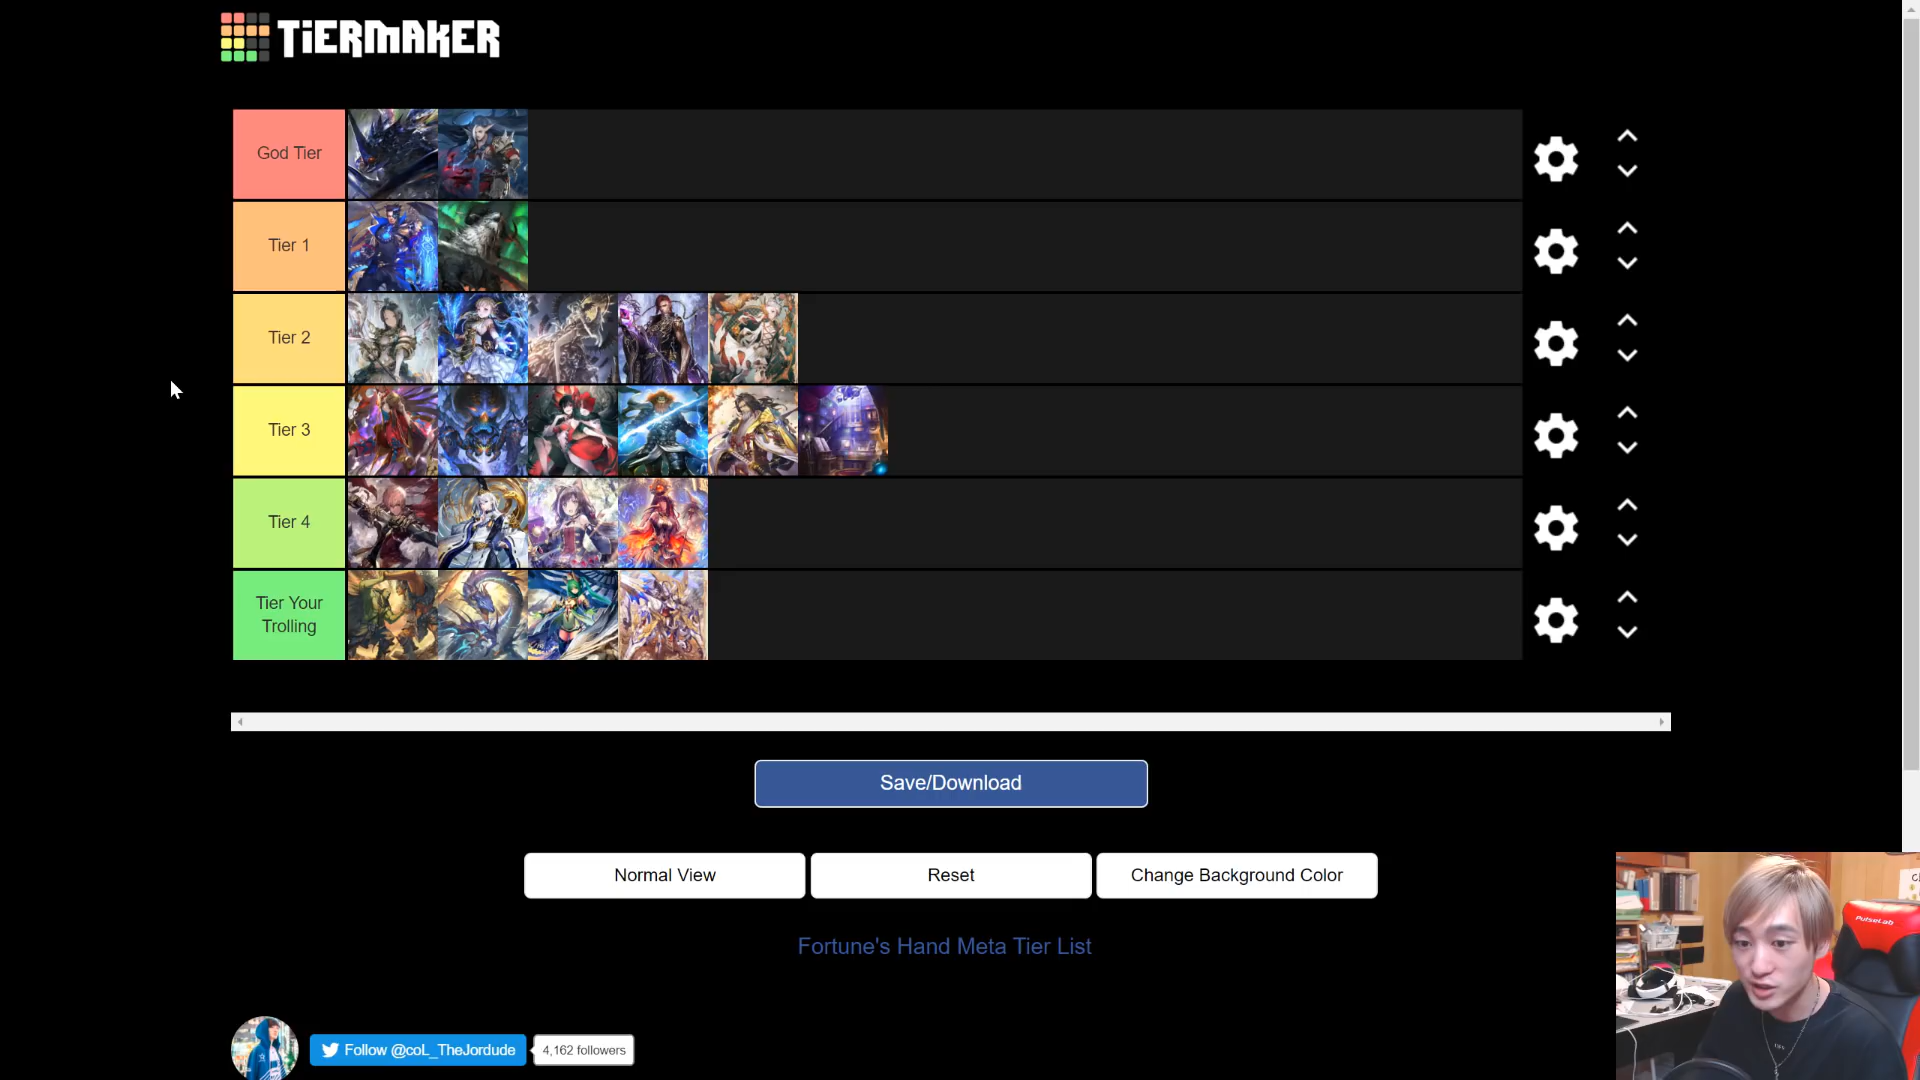 TiERMAKER
God Tier
Tier 1
Tier 2
Tier 3
Tier 4
Tier Your
Trolling
Save/Download
Normal View
Reset
Change Background Color
Fortune's Hand Meta Tier List
PulseLab
Follow @coL_TheJordude
4,162 followers